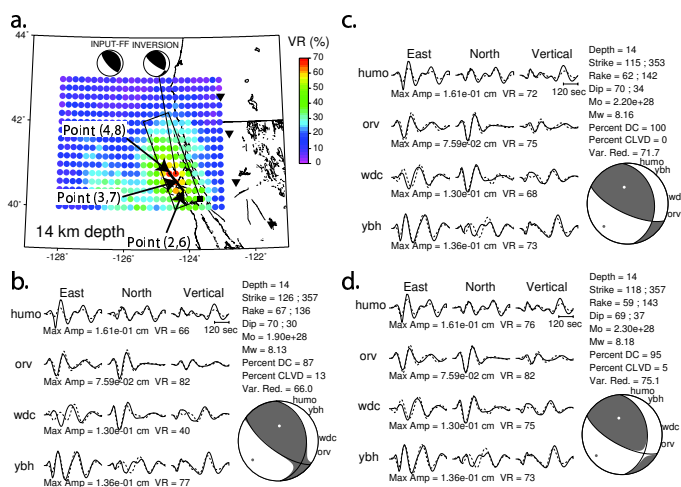 a.
44°
42°
40°
-128°
-126°
-124°
-122°
INPUT-FF INVERSION
VR (%)
70
60
50
40
30
20
10
0
Point (4,8)
Point (3,7)
Point (2,6)
14 km depth
b.
East North Vertical
humo
Max Amp = 1.61e-01 cm VR = 66
120 sec
orv
Max Amp = 7.59e-02 cm VR = 82
wdc
Max Amp = 1.30e-01 cm VR = 40
ybh
Max Amp = 1.36e-01 cm VR = 77
Depth = 14
Strike = 126 ; 357
Rake = 67 ; 136
Dip = 70 ; 30
Mo = 1.90e+28
Mw = 8.13
Percent DC = 87
Percent CLVD = 13
Var. Red. = 66.0
humo
ybh
wdc
orv
c.
East North Vertical
humo
Max Amp = 1.61e-01 cm VR = 72
120 sec
orv
Max Amp = 7.59e-02 cm VR = 75
wdc
Max Amp = 1.30e-01 cm VR = 68
ybh
Max Amp = 1.36e-01 cm VR = 73
Depth = 14
Strike = 115 ; 353
Rake = 62 ; 142
Dip = 70 ; 34
Mo = 2.20e+28
Mw = 8.16
Percent DC = 100
Percent CLVD = 0
Var. Red. = 71.7
humo
ybh
wd
orv
d.
East North Vertical
humo
Max Amp = 1.61e-01 cm VR = 76
120 sec
orv
Max Amp = 7.59e-02 cm VR = 82
wdc
Max Amp = 1.30e-01 cm VR = 75
ybh
Max Amp = 1.36e-01 cm VR = 73
Depth = 14
Strike = 118 ; 357
Rake = 59 ; 143
Dip = 69 ; 37
Mo = 2.30e+28
Mw = 8.18
Percent DC = 95
Percent CLVD = 5
Var. Red. = 75.1
humo
ybh
wdc
orv